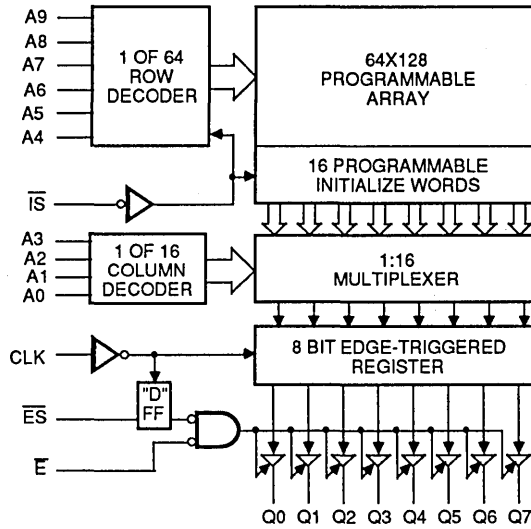 A9
A8
A7
A6
A5
A4
1 OF 64
ROW
DECODER
64X128
PROGRAMMABLE
ARRAY
16 PROGRAMMABLE
INITIALIZE WORDS
IS
A3
A2
A1
A0
1 OF 16
COLUMN
DECODER
1:16
MULTIPLEXER
CLK
8 BIT EDGE-TRIGGERED
REGISTER
"D"
FF
ES
E
Q0 Q1 Q2 Q3 Q4 Q5 Q6 Q7